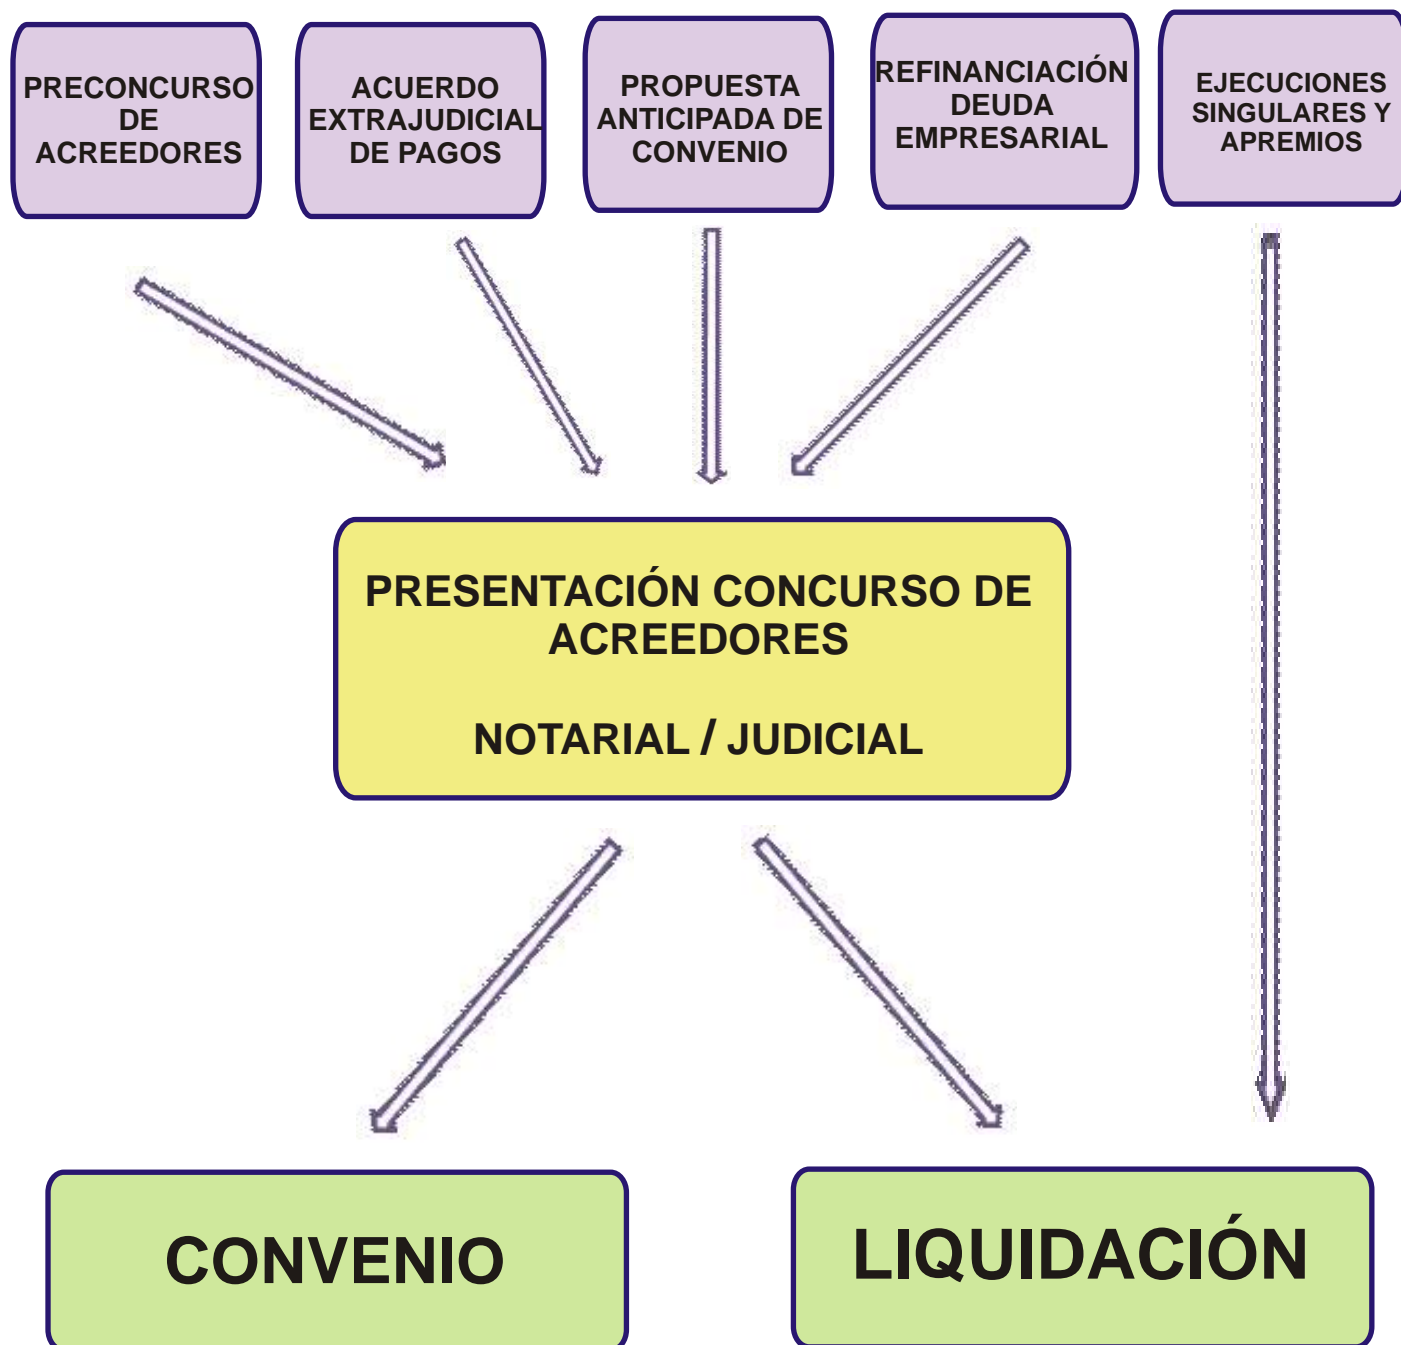 PRECONCURSO
DE
ACREEDORES
ACUERDO
EXTRAJUDICIAL
DE PAGOS
PROPUESTA
ANTICIPADA DE
CONVENIO
REFINANCIACIÓN
DEUDA
EMPRESARIAL
EJECUCIONES
SINGULARES Y
APREMIOS
PRESENTACIÓN CONCURSO DE
ACREEDORES
NOTARIAL / JUDICIAL
CONVENIO
LIQUIDACIÓN